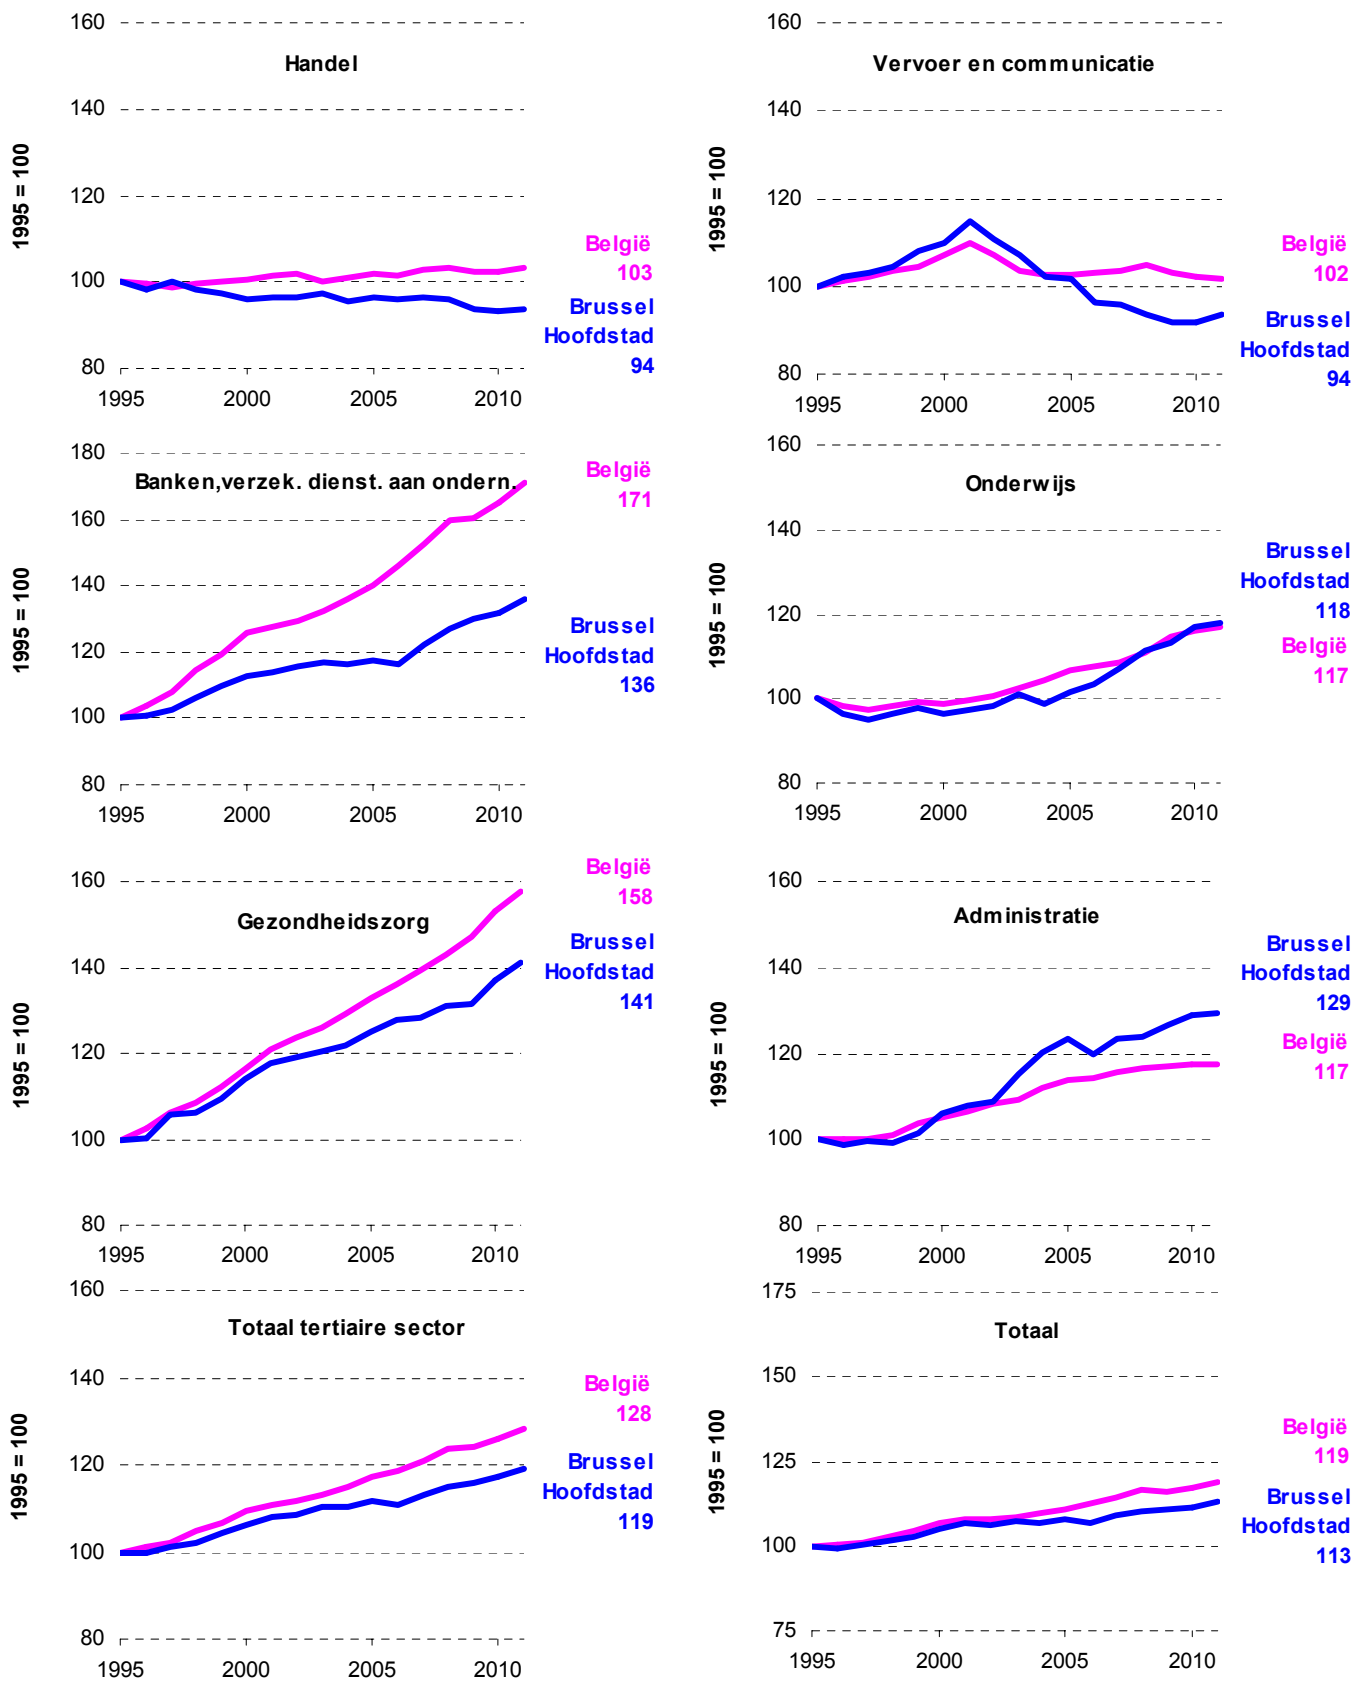 Handel
1995 = 100
160
140
120
100
80
1995
2000
2005
2010
België
103
Brussel
Hoofdstad
94
Vervoer en communicatie
1995 = 100
160
140
120
100
80
1995
2000
2005
2010
België
102
Brussel
Hoofdstad
94
Banken,verzek. dienst. aan ondern.
1995 = 100
180
160
140
120
100
80
1995
2000
2005
2010
België
171
Brussel
Hoofdstad
136
Onderwijs
1995 = 100
160
140
120
100
80
1995
2000
2005
2010
Brussel
Hoofdstad
118
België
117
Gezondheidszorg
1995 = 100
160
140
120
100
80
1995
2000
2005
2010
België
158
Brussel
Hoofdstad
141
Administratie
1995 = 100
160
140
120
100
80
1995
2000
2005
2010
Brussel
Hoofdstad
129
België
117
Totaal tertiaire sector
1995 = 100
160
140
120
100
80
1995
2000
2005
2010
België
128
Brussel
Hoofdstad
119
Totaal
1995 = 100
175
150
125
100
75
1995
2000
2005
2010
België
119
Brussel
Hoofdstad
113